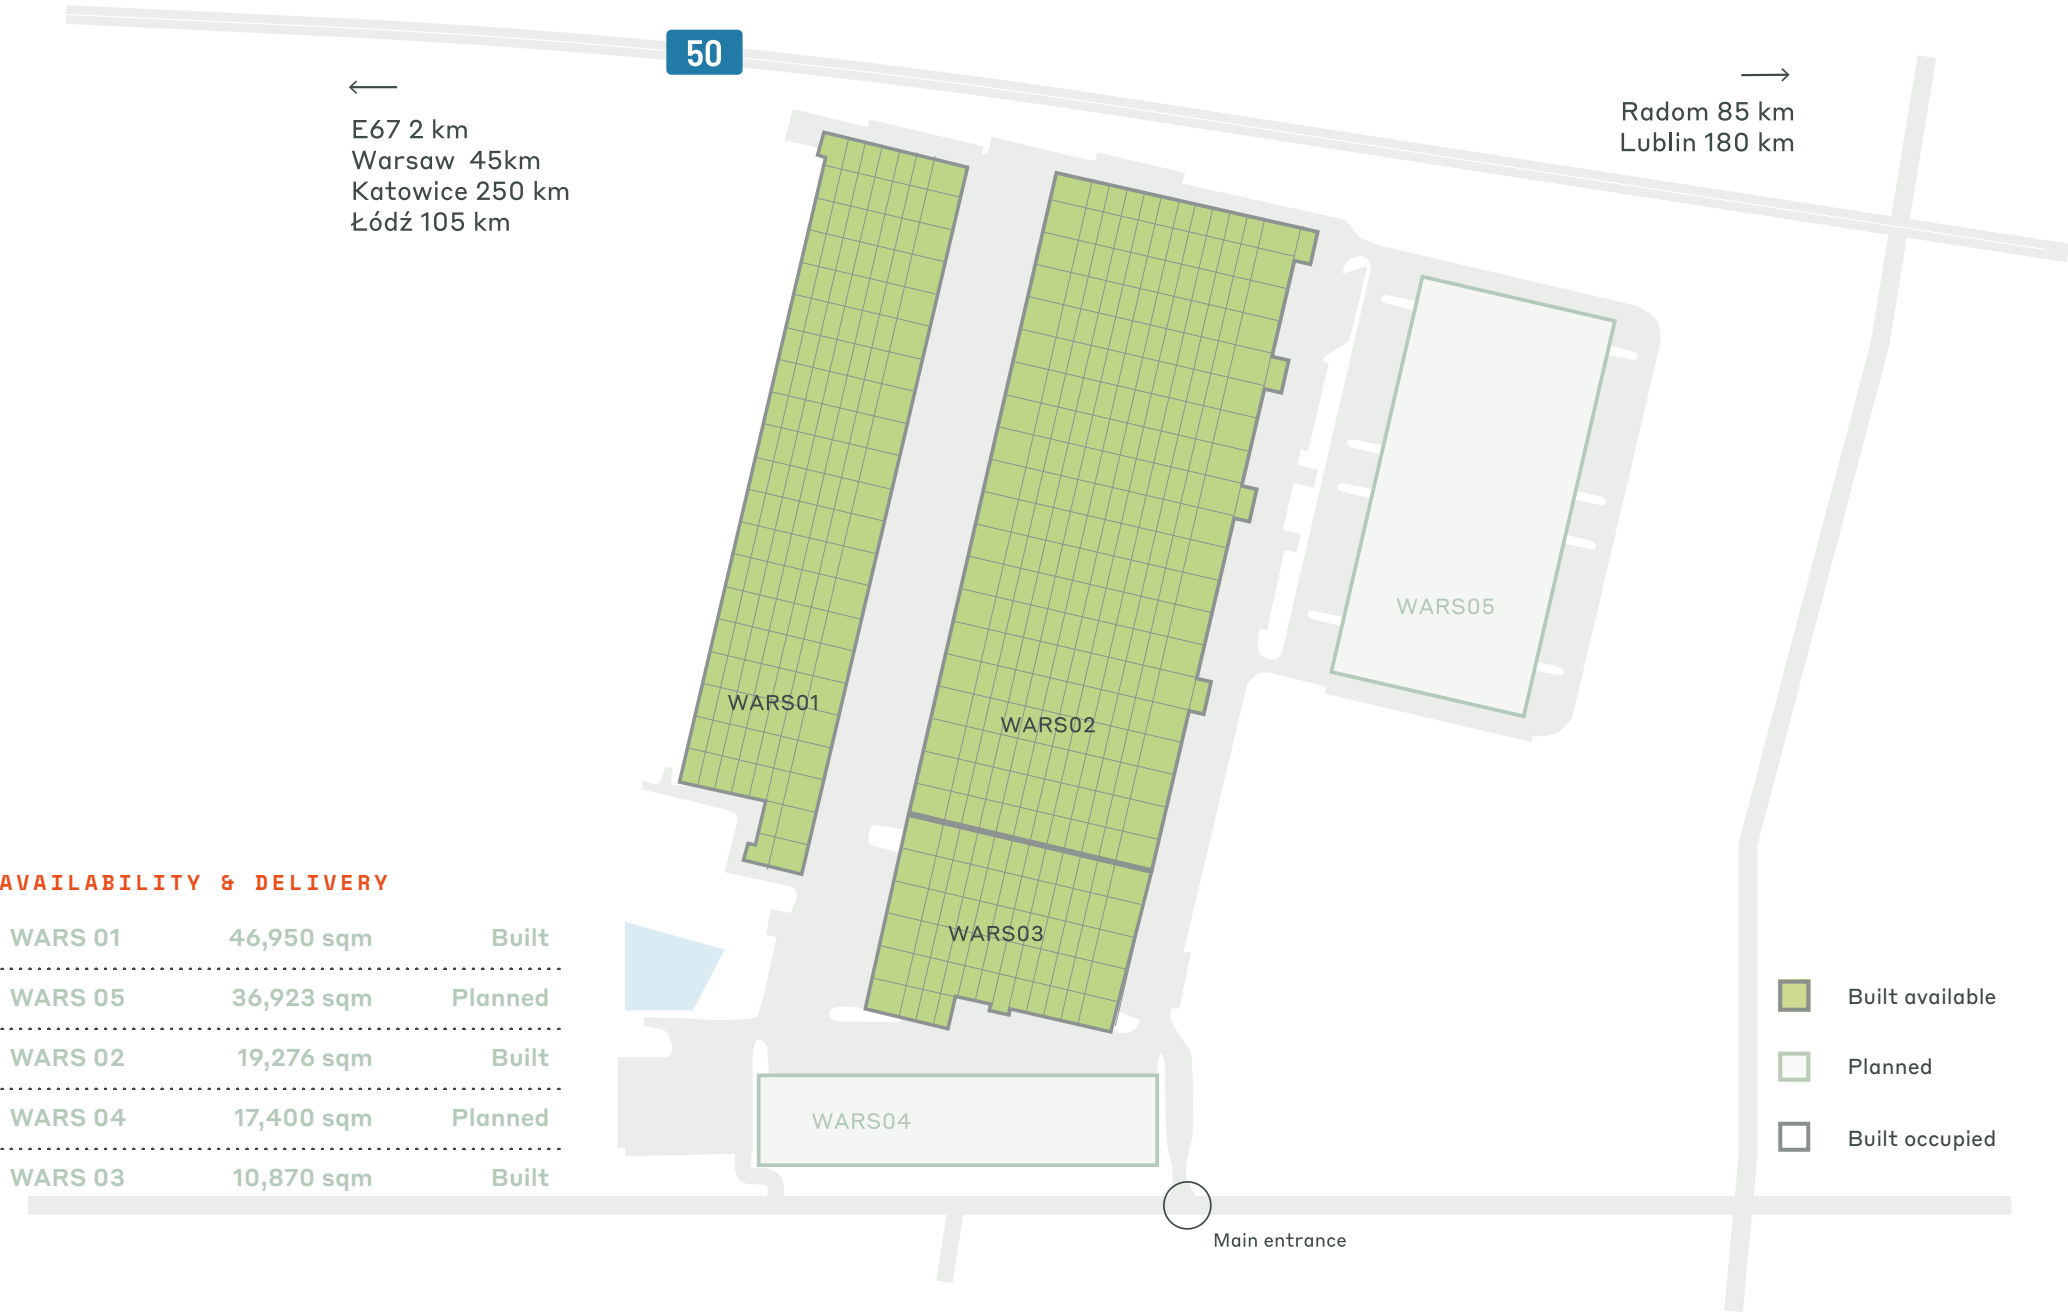 50
E67 2 km
Warsaw 45km
Katowice 250 km
Łódź 105 km
Radom 85 km
Lublin 180 km
WARS05
WARS01
WARS02
WARS03
WARS04
AVAILABILITY & DELIVERY
WARS 01 46,950 sqm Built
WARS 05 36,923 sqm Planned
WARS 02 19,276 sqm Built
WARS 04 17,400 sqm Planned
WARS 03 10,870 sqm Built
Built available
Planned
Built occupied
Main entrance